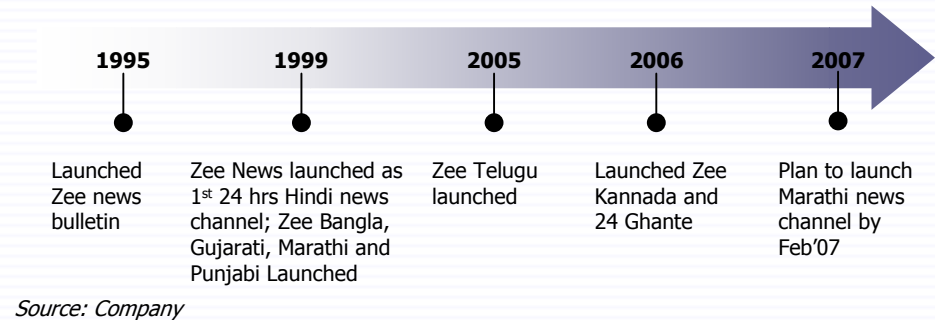 1995 1999 2005 2006 2007
Launched
Zee news
bulletin
Zee News launched as
1st 24 hrs Hindi news
channel; Zee Bangla,
Gujarati, Marathi and
Punjabi Launched
Zee Telugu
launched
Launched Zee
Kannada and
24 Ghante
Plan to launch
Marathi news
channel by
Feb’07
Source: Company